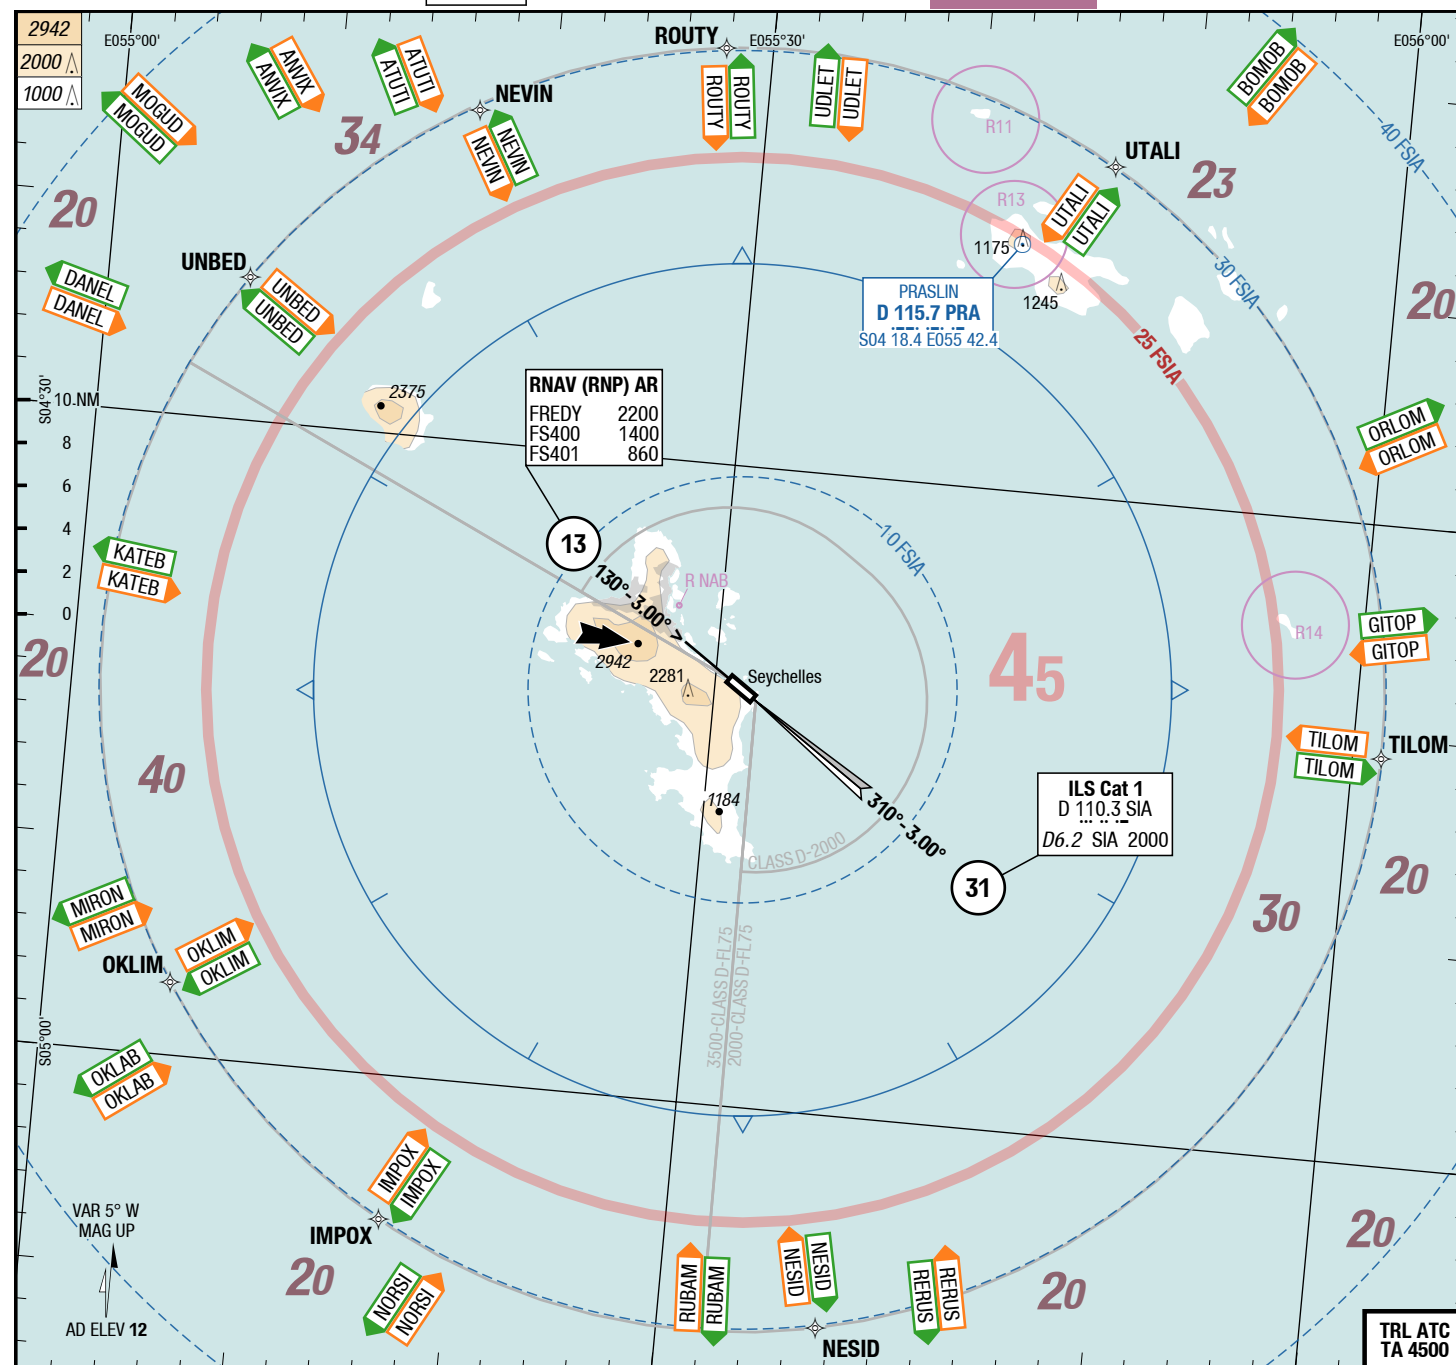 2942
2000
1000
E055°00'
E055°30'
E056°00'
ROUTY
ANVIX
ANVIX
ATUTI
ATUTI
MOGUD
MOGUD
34
NEVIN
NEVIN
NEVIN
ROUTY
ROUTY
UDLET
UDLET
BOMOB
BOMOB
40 FSIA
R11
UTALI
23
20
R13
UTALI
UTALI
1175
1245
30 FSIA
UNBED
UNBED
UNBED
DANEL
DANEL
20
PRASLIN
D 115.7 PRA
S04 18.4 E055 42.4
25 FSIA
S04°30'
10 NM
8
6
4
2
0
2375
RNAV (RNP) AR
FREDY 2200
FS400 1400
FS401 860
ORLOM
ORLOM
13
10 FSIA
KATEB
KATEB
130°-3.00° >
R NAB
R14
GITOP
GITOP
20
2942
2281
Seychelles
45
TILOM
TILOM
TILOM
40
1184
CLASS D-2000
310°-3.00°
ILS Cat 1
D 110.3 SIA
D6.2 SIA 2000
31
20
30
MIRON
MIRON
OKLIM
OKLIM
OKLIM
3500-CLASS D-FL75
2000-CLASS D-FL75
S05°00'
OKLAB
OKLAB
IMPOX
IMPOX
IMPOX
VAR 5° W
MAG UP
AD ELEV 12
20
NORSI
NORSI
RUBAM
RUBAM
NESID
NESID
NESID
RERUS
RERUS
20
20
TRL ATC
TA 4500